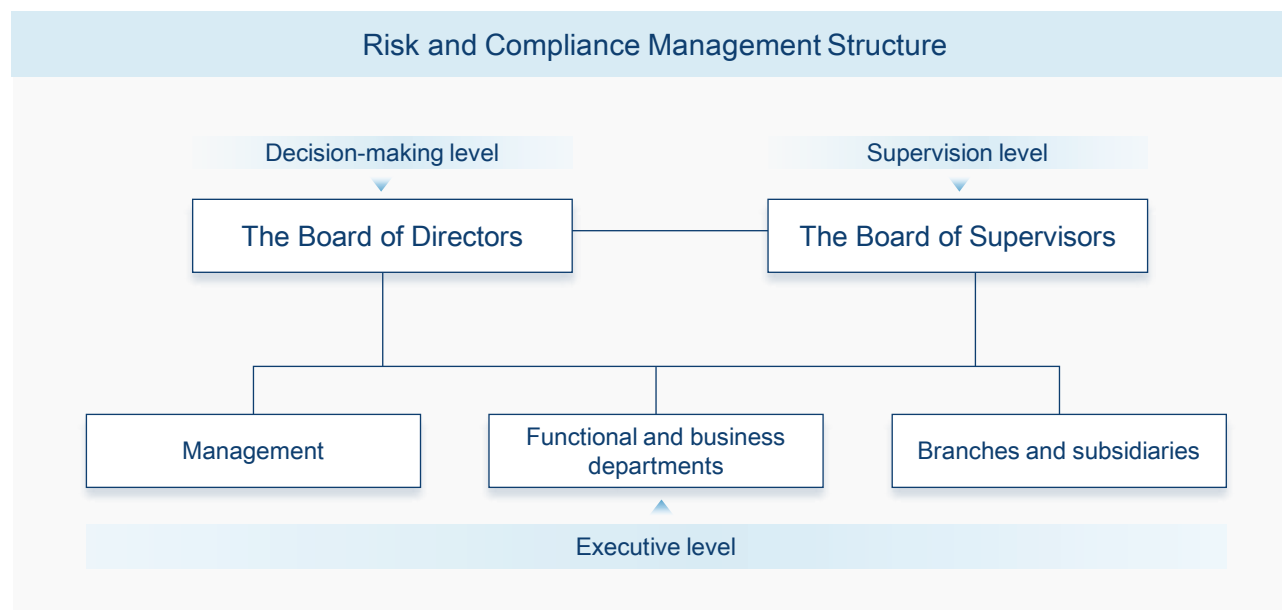 Risk and Compliance Management Structure
Decision-making level
Supervision level
The Board of Directors
The Board of Supervisors
Management
Functional and business
departments
Branches and subsidiaries
Executive level